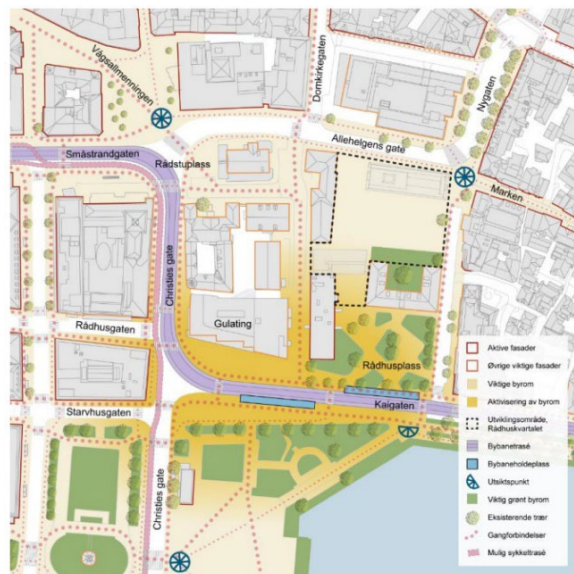 Vågsallmenningen
Domkirkegaten
Nygaten
Allehelgens gate
Småstrandgaten
Rådstuplass
Marken
Christies gate
Gulating
Rådhusgaten
Rådhusplass
Kaigaten
Starvhusgaten
Christies gate
Aktive fasader
Øvrige viktige fasader
Viktige byrom
Aktivisering av byrom
Utviklingsområde,
Rådhuskvartalet
Bybanetrasé
Bybaneholdeplass
Utsiktspunkt
Viktig grønt byrom
Eksisterende trær
Gangforbindelser
Mulig sykkeltrasé